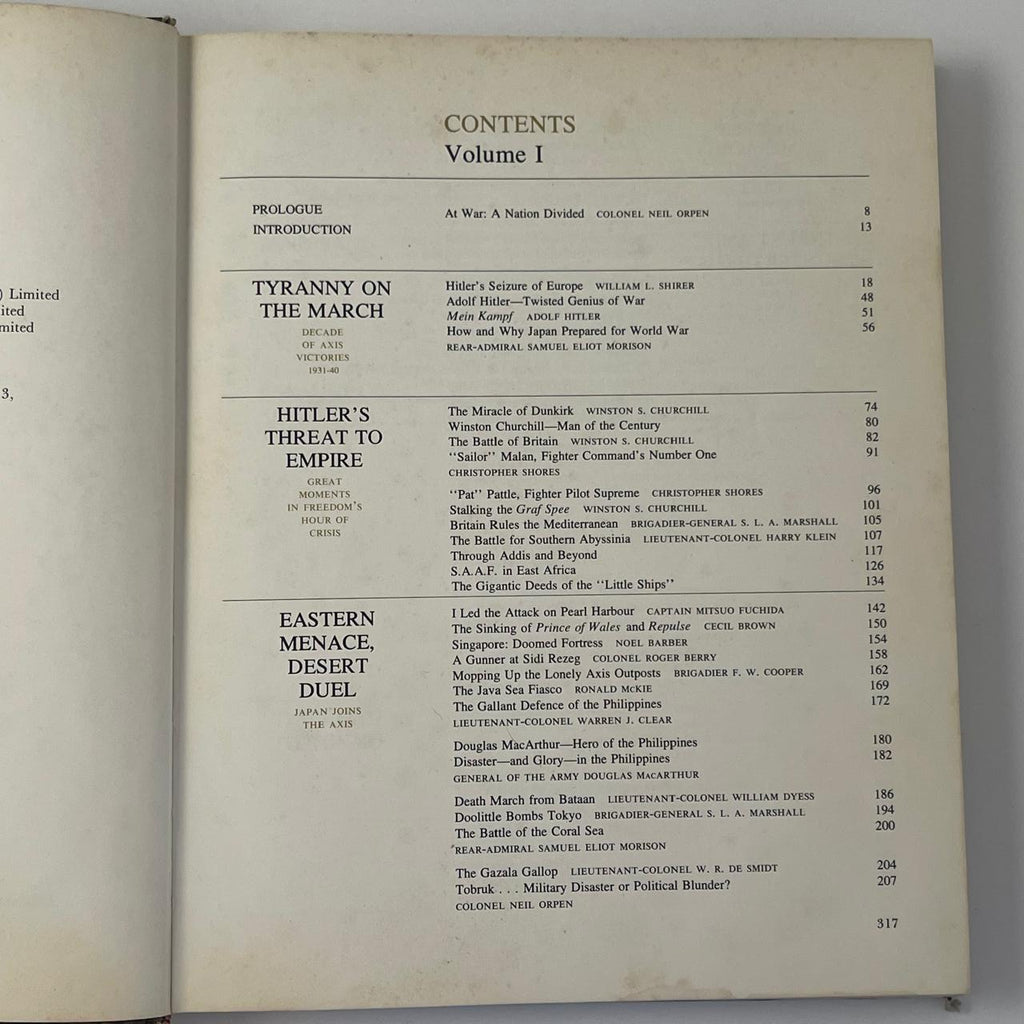 ) Limited
ited
mited
3,
CONTENTS
Volume I
PROLOGUE At War: A Nation Divided COLONEL NEIL ORPEN 8
INTRODUCTION 13
TYRANNY ON
THE MARCH
DECADE
OF AXIS
VICTORIES
1931-40
Hitler's Seizure of Europe WILLIAM L. SHIRER 18
Adolf Hitler—Twisted Genius of War 48
Mein Kampf ADOLF HITLER 51
How and Why Japan Prepared for World War 56
REAR-ADMIRAL SAMUEL ELIOT MORISON
HITLER'S
THREAT TO
EMPIRE
GREAT
MOMENTS
IN FREEDOM'S
HOUR OF
CRISIS
The Miracle of Dunkirk WINSTON S. CHURCHILL 74
Winston Churchill—Man of the Century 80
The Battle of Britain WINSTON S. CHURCHILL 82
"Sailor" Malan, Fighter Command's Number One 91
CHRISTOPHER SHORES
"Pat" Pattle, Fighter Pilot Supreme CHRISTOPHER SHORES 96
Stalking the Graf Spee WINSTON S. CHURCHILL 101
Britain Rules the Mediterranean BRIGADIER-GENERAL S. L. A. MARSHALL 105
The Battle for Southern Abyssinia LIEUTENANT-COLONEL HARRY KLEIN 107
Through Addis and Beyond 117
S.A.A.F. in East Africa 126
The Gigantic Deeds of the "Little Ships" 134
EASTERN
MENACE,
DESERT
DUEL
JAPAN JOINS
THE AXIS
I Led the Attack on Pearl Harbour CAPTAIN MITSUO FUCHIDA 142
The Sinking of Prince of Wales and Repulse CECIL BROWN 150
Singapore: Doomed Fortress NOEL BARBER 154
A Gunner at Sidi Rezeg COLONEL ROGER BERRY 158
Mopping Up the Lonely Axis Outposts BRIGADIER F. W. COOPER 162
The Java Sea Fiasco RONALD McKIE 169
The Gallant Defence of the Philippines 172
LIEUTENANT-COLONEL WARREN J. CLEAR
Douglas MacArthur—Hero of the Philippines 180
Disaster—and Glory—in the Philippines 182
GENERAL OF THE ARMY DOUGLAS MacARTHUR
Death March from Bataan LIEUTENANT-COLONEL WILLIAM DYESS 186
Doolittle Bombs Tokyo BRIGADIER-GENERAL S. L. A. MARSHALL 194
The Battle of the Coral Sea 200
REAR-ADMIRAL SAMUEL ELIOT MORISON
The Gazala Gallop LIEUTENANT-COLONEL W. R. DE SMIDT 204
Tobruk . . . Military Disaster or Political Blunder? 207
COLONEL NEIL ORPEN
317